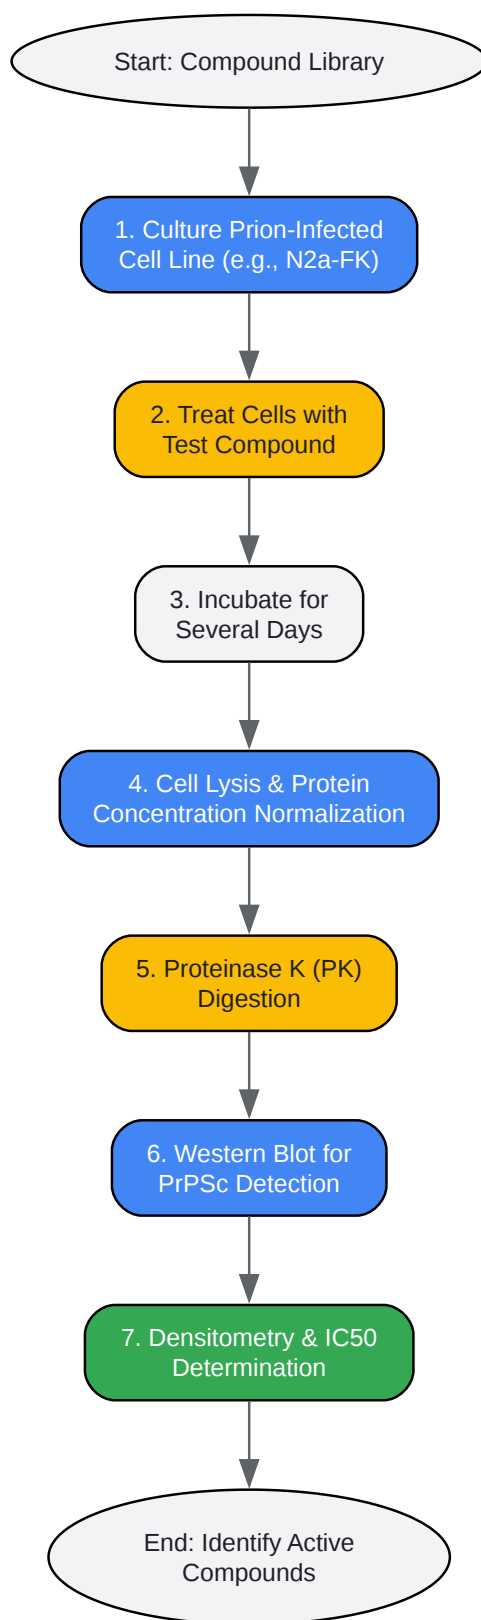 Start: Compound Library
1. Culture Prion-Infected
Cell Line (e.g., N2a-FK)
2. Treat Cells with
Test Compound
3. Incubate for
Several Days
4. Cell Lysis & Protein
Concentration Normalization
5. Proteinase K (PK)
Digestion
6. Western Blot for
PrPSc Detection
7. Densitometry & IC50
Determination
End: Identify Active
Compounds